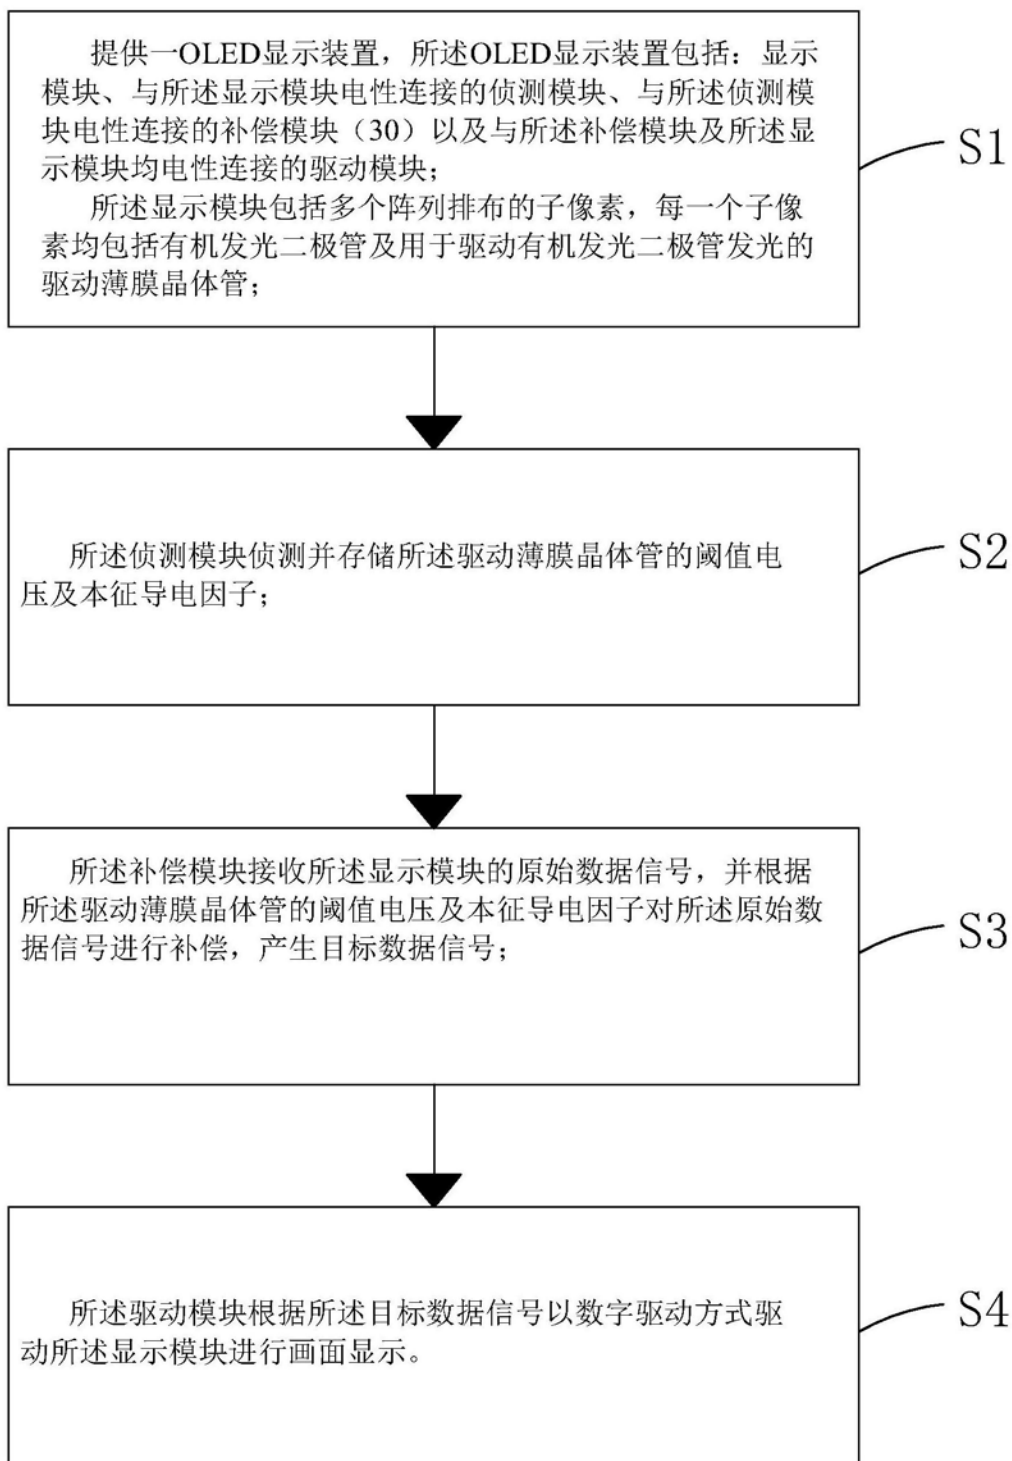 提供一OLED显示装置，所述OLED显示装置包括：显示
模块、与所述显示模块电性连接的侦测模块、与所述侦测模
块电性连接的补偿模块（30）以及与所述补偿模块及所述显
示模块均电性连接的驱动模块；
所述显示模块包括多个阵列排布的子像素，每一个子像
素均包括有机发光二极管及用于驱动有机发光二极管发光的
驱动薄膜晶体管；
S1
所述侦测模块侦测并存储所述驱动薄膜晶体管的阈值电
压及本征导电因子；
S2
所述补偿模块接收所述显示模块的原始数据信号，并根据
所述驱动薄膜晶体管的阈值电压及本征导电因子对所述原始数
据信号进行补偿，产生目标数据信号；
S3
所述驱动模块根据所述目标数据信号以数字驱动方式驱
动所述显示模块进行画面显示。
S4